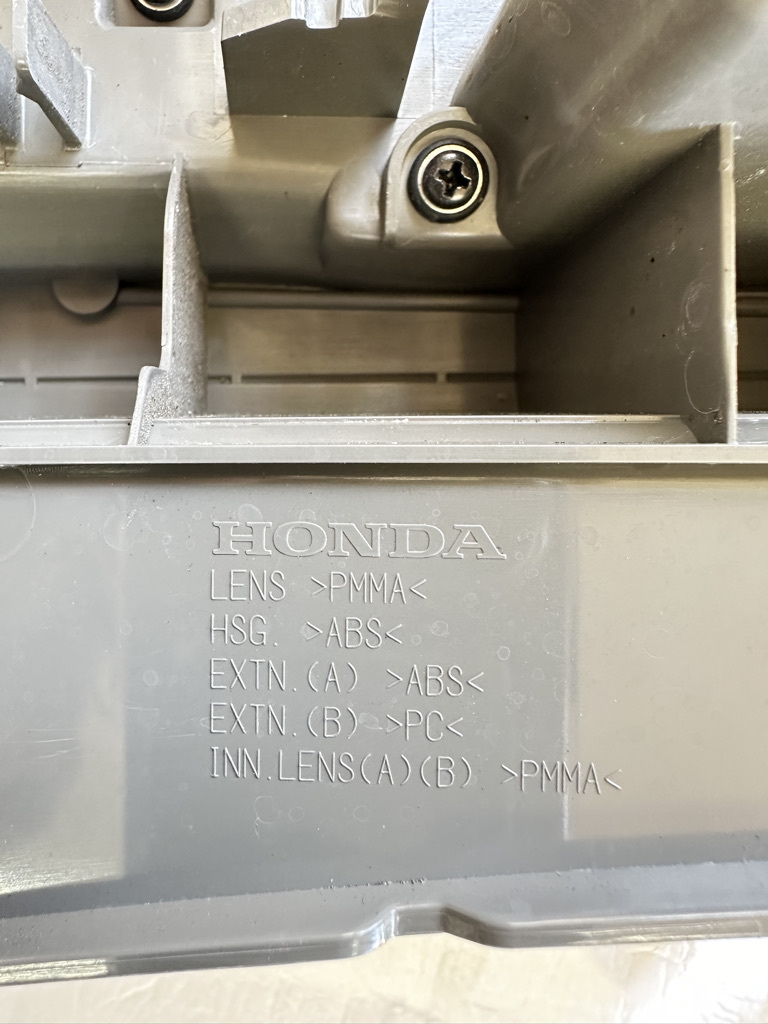 HONDA
LENS >PMMA<
HSG. >ABS<
EXTN.(A) >ABS<
EXTN.(B) >PC<
INN.LENS(A)(B) >PMMA<